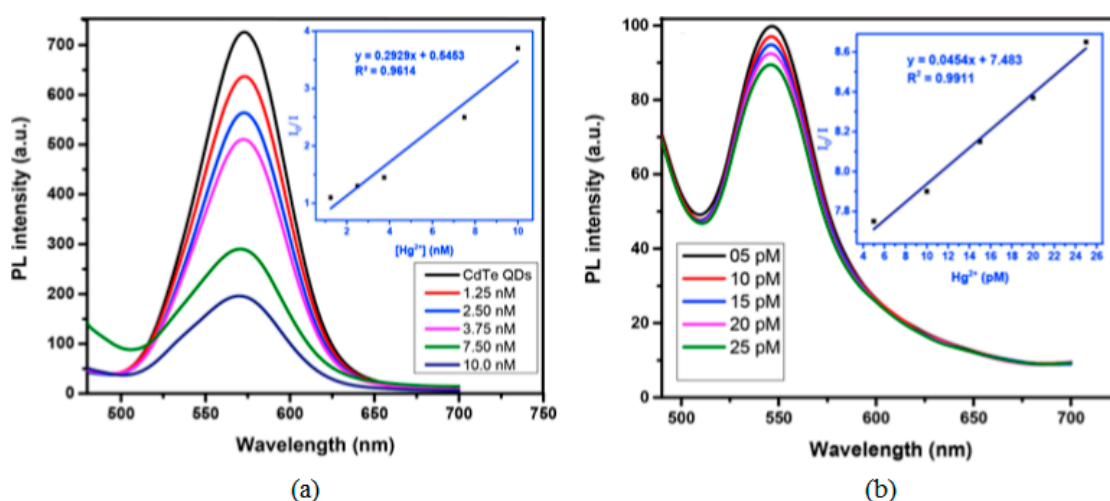 700
600
500
400
300
200
100
0
PL intensity (a.u.)
500
550
600
650
700
750
Wavelength (nm)
y = 0.2929x + 0.5453
R² = 0.9614
4
3
2
1
I₀/ I
2
4
6
8
10
[Hg²⁺] (nM)
CdTe QDs
1.25 nM
2.50 nM
3.75 nM
7.50 nM
10.0 nM
(a)
100
80
60
40
20
0
PL intensity (a.u.)
500
550
600
650
700
Wavelength (nm)
y = 0.0454x + 7.483
R² = 0.9911
8.6
8.4
8.2
8.0
7.8
I₀/ I
4
6
8
10
12
14
16
18
20
22
24
26
Hg²⁺ (pM)
05 pM
10 pM
15 pM
20 pM
25 pM
(b)